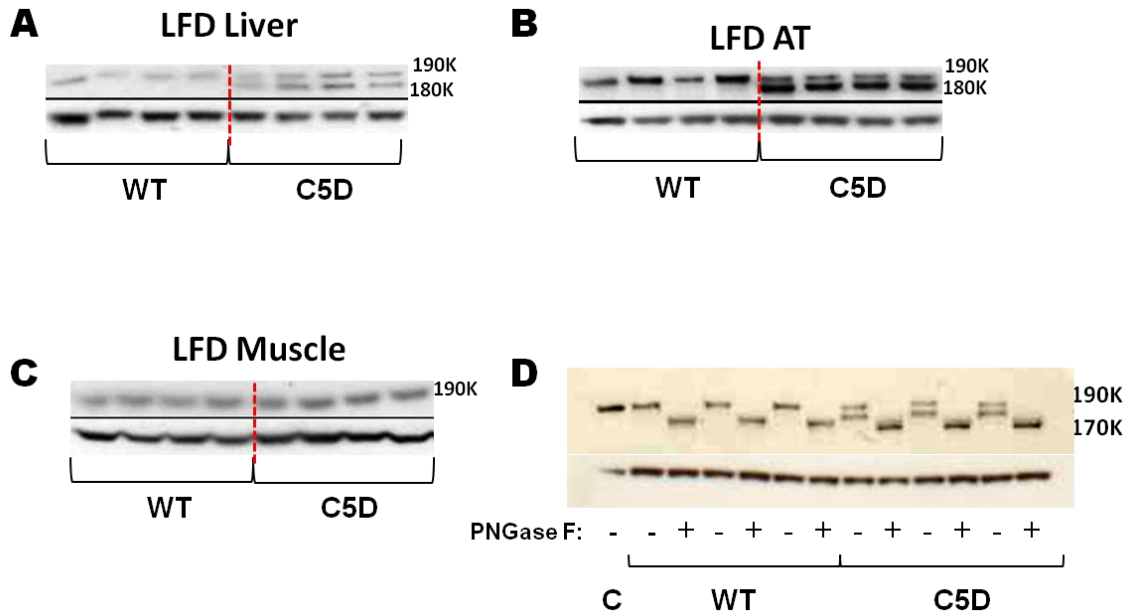 A
LFD Liver
190K
180K
WT
C5D
B
LFD AT
190K
180K
WT
C5D
C
LFD Muscle
190K
WT
C5D
D
190K
170K
PNGase F: - - + - + - + - + - + - +
C
WT
C5D